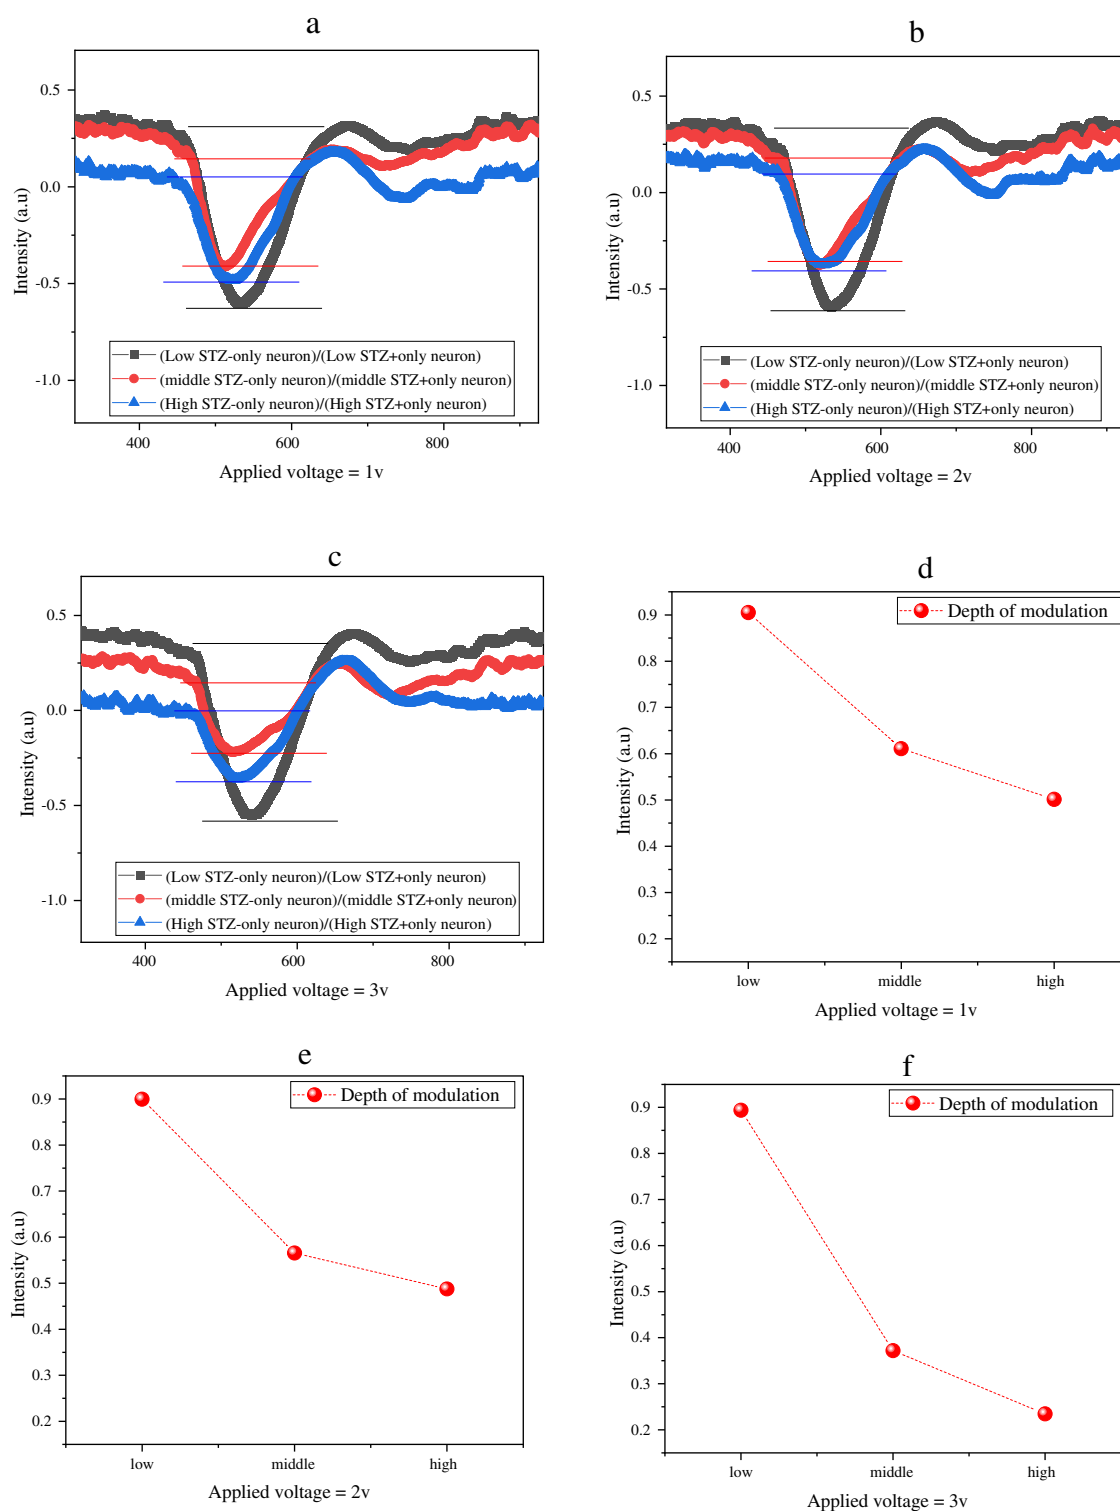 a
0.5
0.0
-0.5
-1.0
Intensity (a.u)
(Low STZ-only neuron)/(Low STZ+only neuron)
(middle STZ-only neuron)/(middle STZ+only neuron)
(High STZ-only neuron)/(High STZ+only neuron)
400 600 800
Applied voltage = 1v
b
0.5
0.0
-0.5
-1.0
Intensity (a.u)
(Low STZ-only neuron)/(Low STZ+only neuron)
(middle STZ-only neuron)/(middle STZ+only neuron)
(High STZ-only neuron)/(High STZ+only neuron)
400 600 800
Applied voltage = 2v
c
0.5
0.0
-0.5
-1.0
Intensity (a.u)
(Low STZ-only neuron)/(Low STZ+only neuron)
(middle STZ-only neuron)/(middle STZ+only neuron)
(High STZ-only neuron)/(High STZ+only neuron)
400 600 800
Applied voltage = 3v
d
Depth of modulation
0.9
0.8
0.7
0.6
0.5
0.4
0.3
0.2
Intensity (a.u)
low middle high
Applied voltage = 1v
e
Depth of modulation
0.9
0.8
0.7
0.6
0.5
0.4
0.3
0.2
Intensity (a.u)
low middle high
Applied voltage = 2v
f
Depth of modulation
0.9
0.8
0.7
0.6
0.5
0.4
0.3
0.2
Intensity (a.u)
low middle high
Applied voltage = 3v